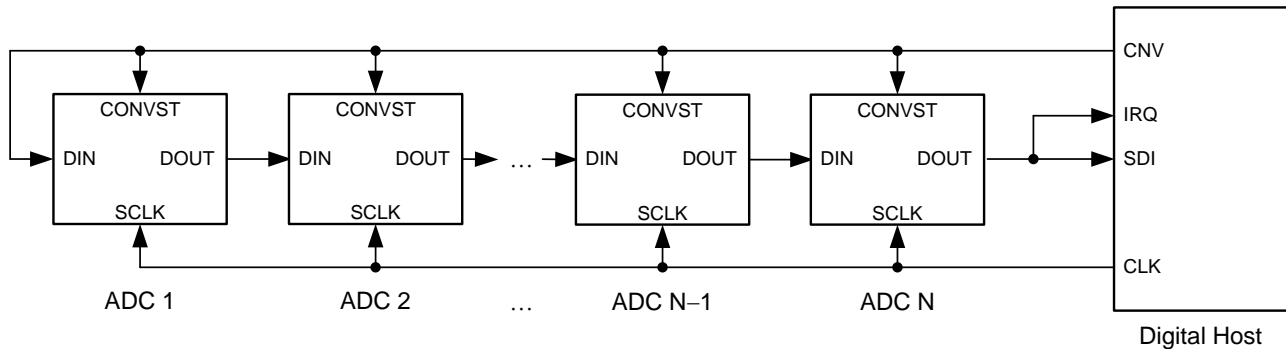 CNV
CONVST
CONVST
CONVST
CONVST
IRQ
DIN
DOUT
DIN
DOUT
...
DIN
DOUT
DIN
DOUT
SDI
SCLK
SCLK
SCLK
SCLK
CLK
ADC 1
ADC 2
...
ADC N−1
ADC N
Digital Host